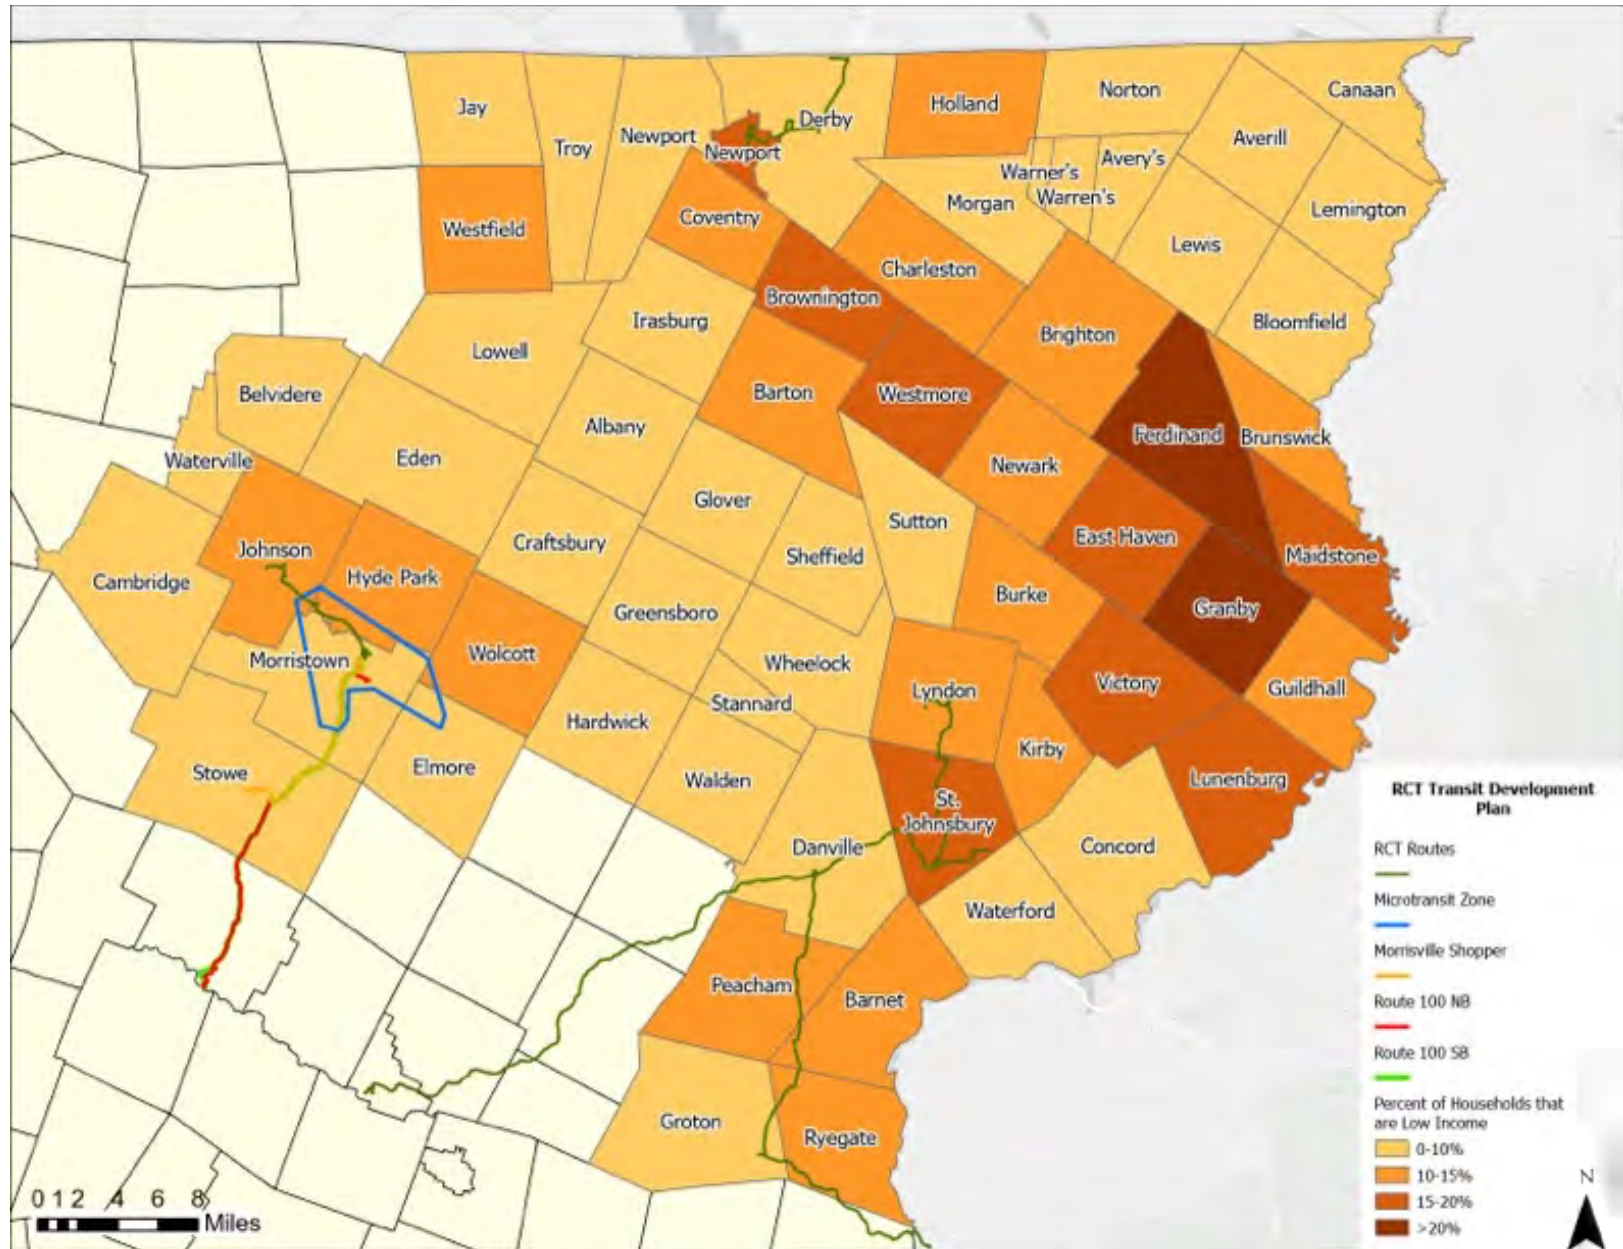 Jay
Troy
Newport
Newport
Derby
Holland
Norton
Canaan
Averill
Avery's
Warner's
Warren's
Morgan
Lemington
Lewis
Bloomfield
Westfield
Coventry
Charleston
Brownington
Irasburg
Lowell
Brighton
Belvidere
Barton
Westmore
Albany
Ferdinand
Brunswick
Waterville
Eden
Newark
Glover
Sutton
Craftsbury
Sheffield
East Haven
Maidstone
Johnson
Hyde Park
Cambridge
Greensboro
Burke
Granby
Morristown
Wolcott
Wheelock
Lyndon
Victory
Guildhall
Stannard
Hardwick
Kirby
Stowe
Elmore
Walden
Lunenburg
St.
Johnsbury
Danville
Concord
Waterford
Peacham
Barnet
Groton
Ryegate
RCT Transit Development
Plan
RCT Routes
Microtransit Zone
Morrisville Shopper
Route 100 NB
Route 100 SB
Percent of Households that
are Low Income
0-10%
10-15%
15-20%
>20%
N
0 1 2 4 6 8
Miles